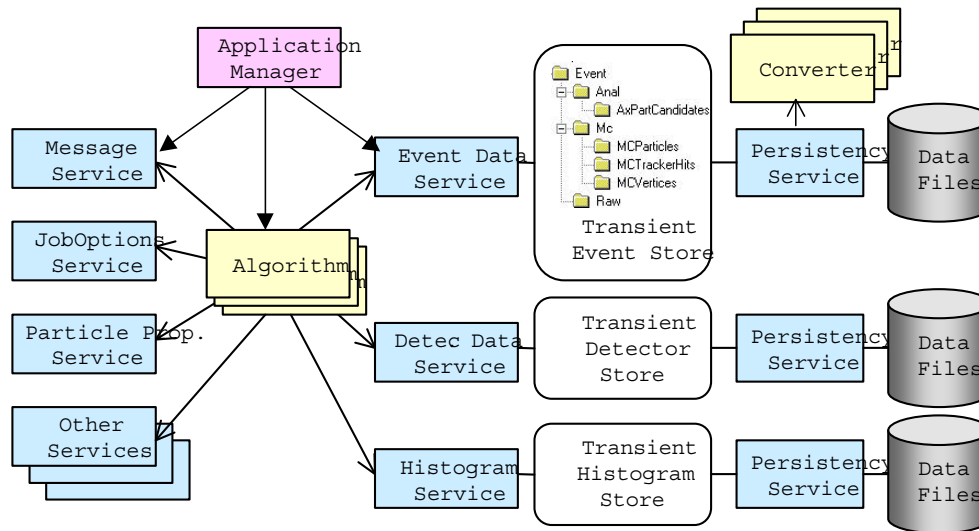 Application
Manager
Converter
r
r
Event
Anal
AxPartCandidates
Mc
MCParticles
MCTrackerHits
MCVertices
Raw
Transient
Event Store
Message
Service
Event Data
Service
Persistency
Service
Data
Files
JobOptions
Service
Algorithm
m
m
Particle Prop.
Service
Detec Data
Service
Transient
Detector
Store
Persistency
Service
Data
Files
Other
Services
Histogram
Service
Transient
Histogram
Store
Persistency
Service
Data
Files